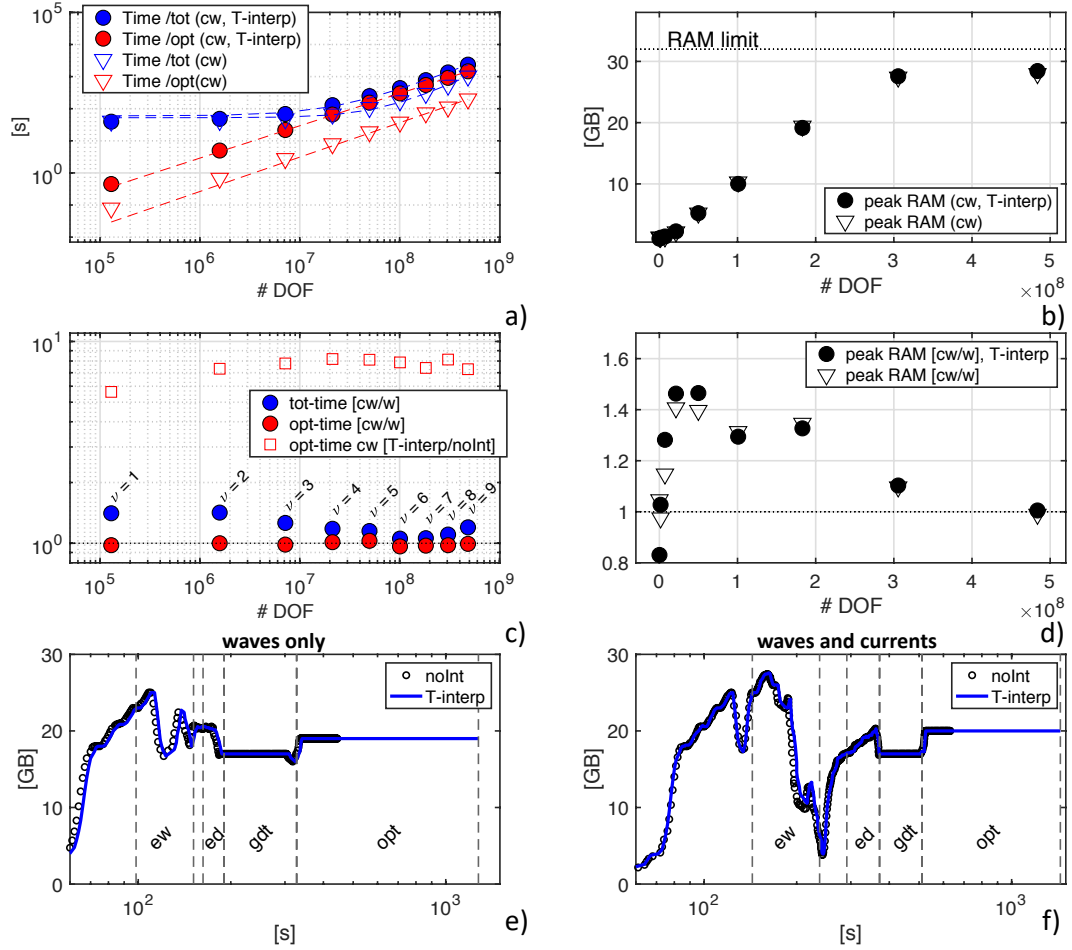 10^5
Time /tot (cw, T-interp)
Time /opt (cw, T-interp)
Time /tot (cw)
Time /opt(cw)
[s]
10^0
10^5 10^6 10^7 10^8 10^9
# DOF
a)
RAM limit
30
20
10
[GB]
peak RAM (cw, T-interp)
peak RAM (cw)
0 1 2 3 4 5
×10^8
# DOF
b)
10^1
10^0
tot-time [cw/w]
opt-time [cw/w]
opt-time cw [T-interp/noInt]
ν = 1
ν = 2
ν = 3
ν = 4
ν = 5
ν = 6
ν = 7
ν = 8
ν = 9
10^5 10^6 10^7 10^8 10^9
# DOF
c)
1.6
1.4
1.2
1
0.8
peak RAM [cw/w], T-interp
peak RAM [cw/w]
0 1 2 3 4 5
×10^8
# DOF
d)
waves only
30
20
10
0
[GB]
noInt
T-interp
ew
ed
gdt
opt
10^2 10^3
[s]
e)
waves and currents
30
20
10
0
[GB]
noInt
T-interp
ew
ed
gdt
opt
10^2 10^3
[s]
f)